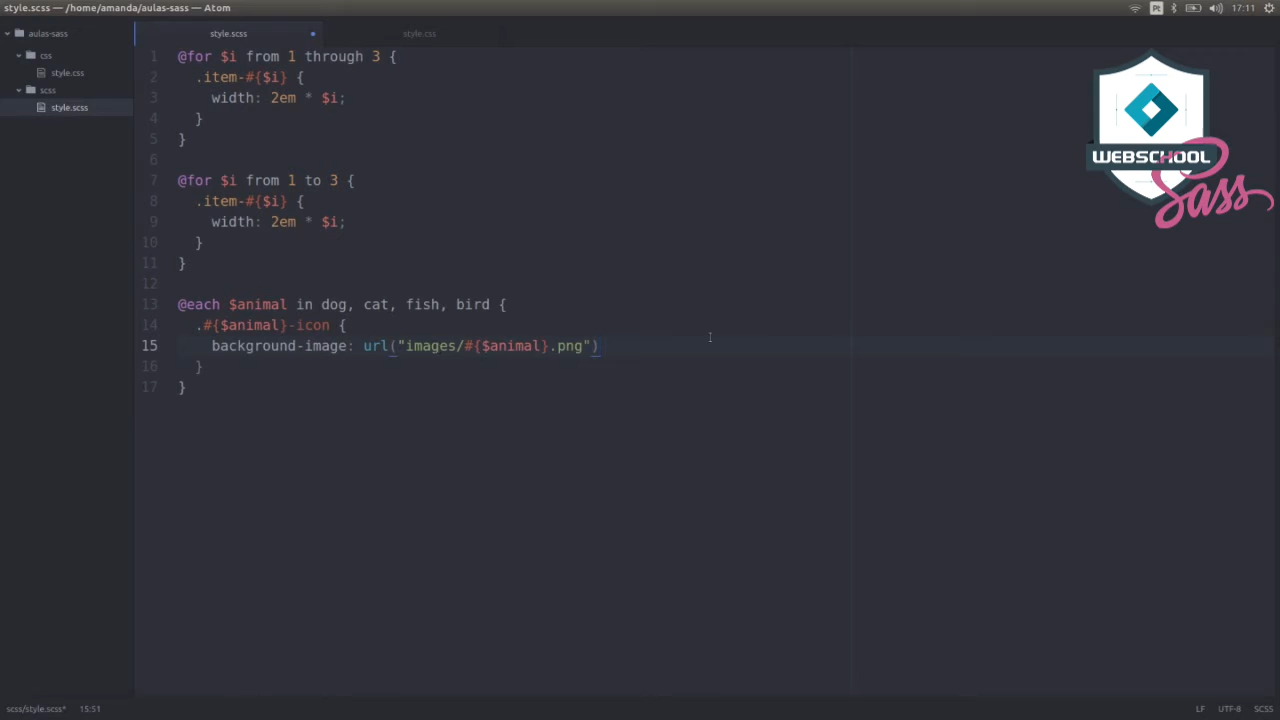 style.scss — /home/amanda/aulas-sass — Atom
Pt
17:11
aulas-sass
css
style.css
scss
style.scss
style.scss
style.css
1 @for $i from 1 through 3 {
2 .item-#{$i} {
3 width: 2em * $i;
4 }
5 }
6
7 @for $i from 1 to 3 {
8 .item-#{$i} {
9 width: 2em * $i;
10 }
11 }
12
13 @each $animal in dog, cat, fish, bird {
14 .#{$animal}-icon {
15 background-image: url("images/#{$animal}.png")
16 }
17 }
WEBSCHOOL
Sass
scss/style.scss* 15:51
LF UTF-8 SCSS